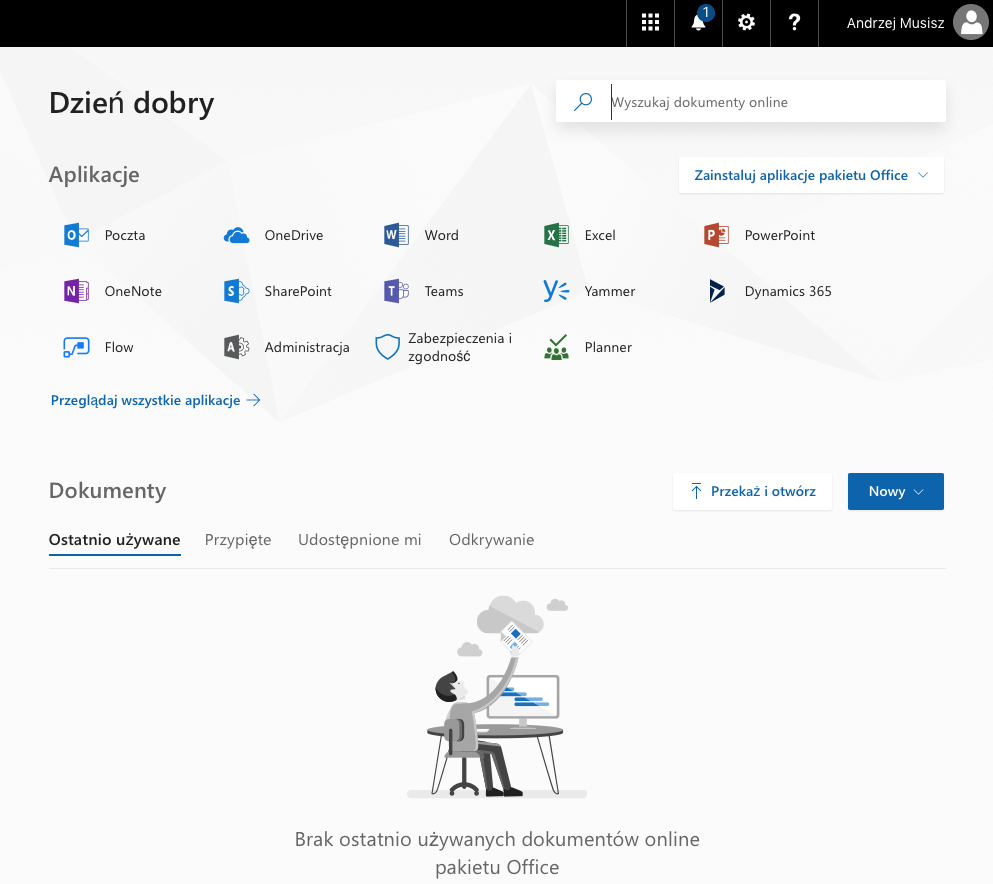 1
?
Andrzej Musisz
Dzień dobry
Wyszukaj dokumenty online
Aplikacje
Zainstaluj aplikacje pakietu Office
Poczta
OneDrive
Word
Excel
PowerPoint
OneNote
SharePoint
Teams
Yammer
Dynamics 365
Flow
Administracja
Zabezpieczenia i
zgodność
Planner
Przeglądaj wszystkie aplikacje
Dokumenty
Przekaż i otwórz
Nowy
Ostatnio używane
Przypięte
Udostępnione mi
Odkrywanie
Brak ostatnio używanych dokumentów online
pakietu Office